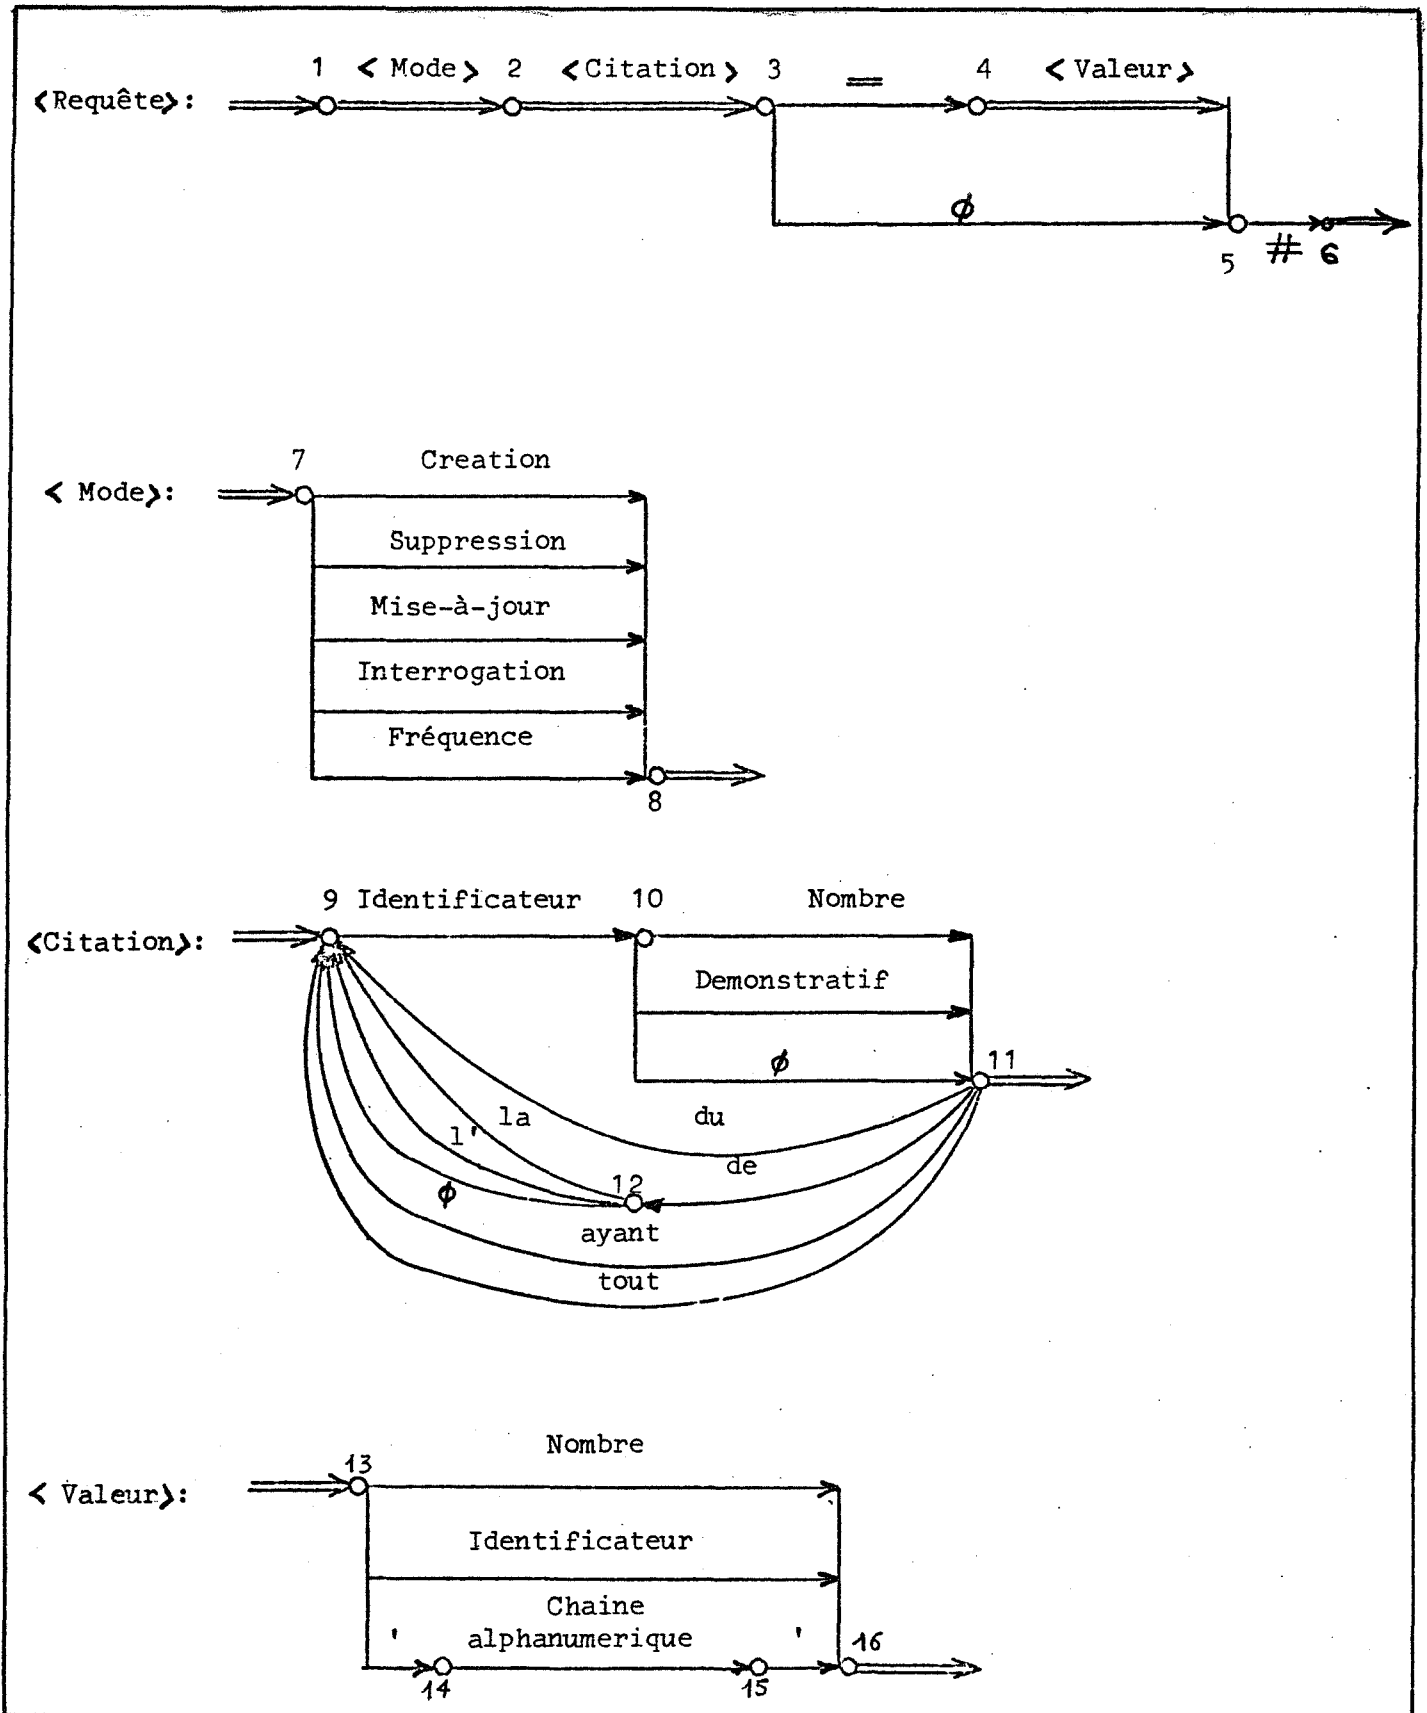 1 < Mode > 2 <Citation> 3 = 4 <Valeur>
<Requête>:
ϕ
5 # 6
7 Creation
< Mode>:
Suppression
Mise-à-jour
Interrogation
Fréquence
8
9 Identificateur 10 Nombre
<Citation>:
Demonstratif
ϕ 11
la du
l'
de
12
ϕ
ayant
tout
Nombre
13
< Valeur>:
Identificateur
Chaine
' alphanumerique ' 16
14 15